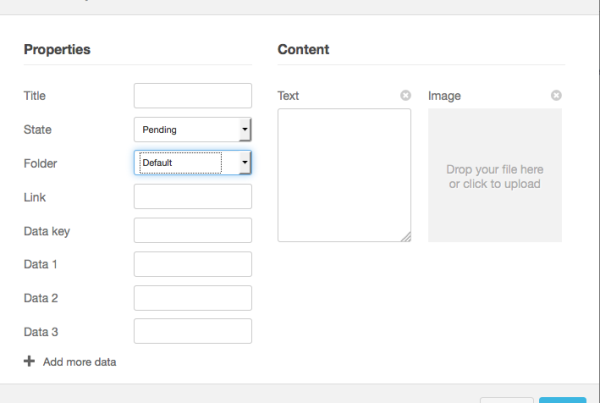 Properties
Title
State
Pending
Folder
Default
Link
Data key
Data 1
Data 2
Data 3
Add more data
Content
Text
Image
Drop your file here
or click to upload